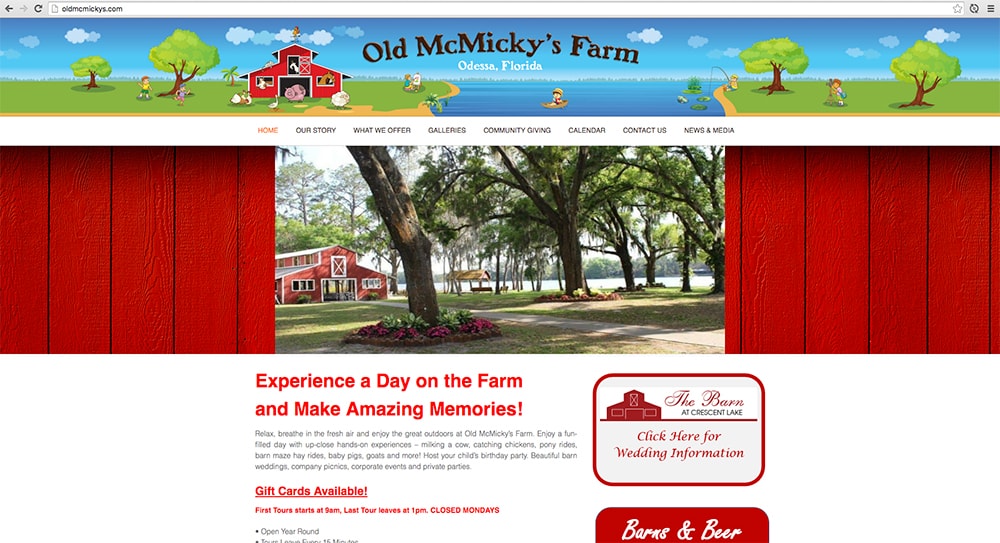 oldmcmickys.com
Old McMicky's Farm
Odessa, Florida
HOME OUR STORY WHAT WE OFFER GALLERIES COMMUNITY GIVING CALENDAR CONTACT US NEWS & MEDIA
Experience a Day on the Farm
and Make Amazing Memories!
Relax, breathe in the fresh air and enjoy the great outdoors at Old McMicky's Farm. Enjoy a fun-
filled day with up-close hands-on experiences – milking a cow, catching chickens, pony rides,
barn maze hay rides, baby pigs, goats and more! Host your child's birthday party. Beautiful barn
weddings, company picnics, corporate events and private parties.
Gift Cards Available!
First Tours starts at 9am, Last Tour leaves at 1pm. CLOSED MONDAYS
• Open Year Round
• Tours Leave Every 15 Minutes
The Barn
AT CRESCENT LAKE
Click Here for
Wedding Information
Barns & Beer